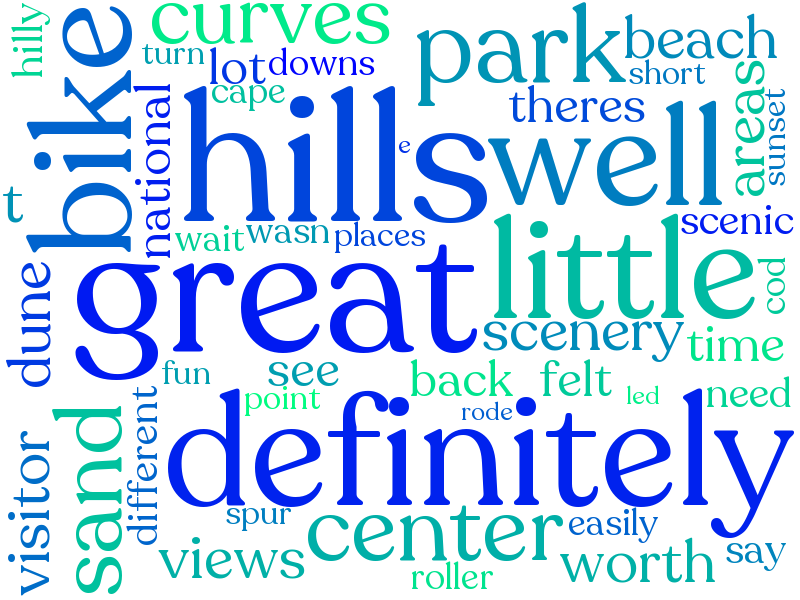 hilly
bike
curves
turn
lot
downs
cape
park
beach
short
theres
areas
sunset
national
hills
e
swell
t
wait
wasn
places
little
scenic
great
dune
scenery
cod
time
fun
see
back
felt
point
led
need
rode
different
definitely
sand
visitor
spur
center
easily
views
roller
worth
say